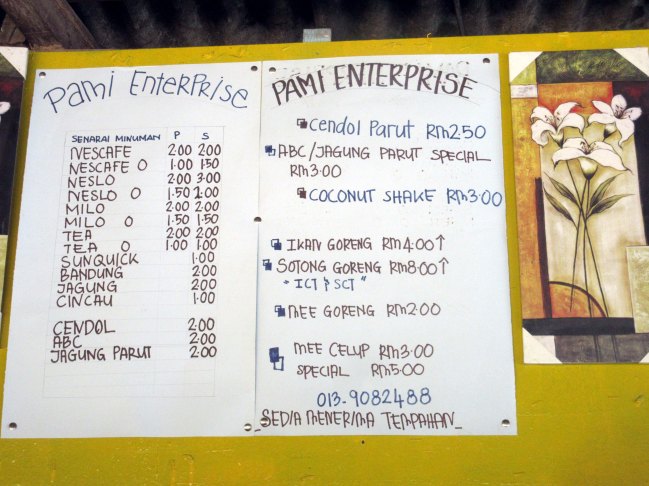 Pami Enterprise
SENARAI MINUMAN P S
NESCAFE 2.00 2.00
NESCAFE O 1.00 1.50
NESLO 2.00 3.00
NESLO O 1.50 2.00
MILO 2.00 2.00
MILO O 1.50 1.50
TEA 2.00 2.00
TEA O 1.00 1.00
SUNQUICK 1.00
BANDUNG 2.00
JAGUNG 2.00
CINCAU 1.00
CENDOL 2.00
ABC 2.00
JAGUNG PARUT 2.00
PAMI ENTERPRISE
Cendol Parut RM2.50
ABC/JAGUNG PARUT SPECIAL
RM3.00
COCONUT SHAKE RM3.00
IKAN GORENG RM4.00↑
SOTONG GORENG RM8.00↑
"ICT & SCT"
MEE GORENG RM2.00
MEE CELUP RM3.00
SPECIAL RM5.00
013-9082488
_SEDIA MENERIMA TEMPAHAN_